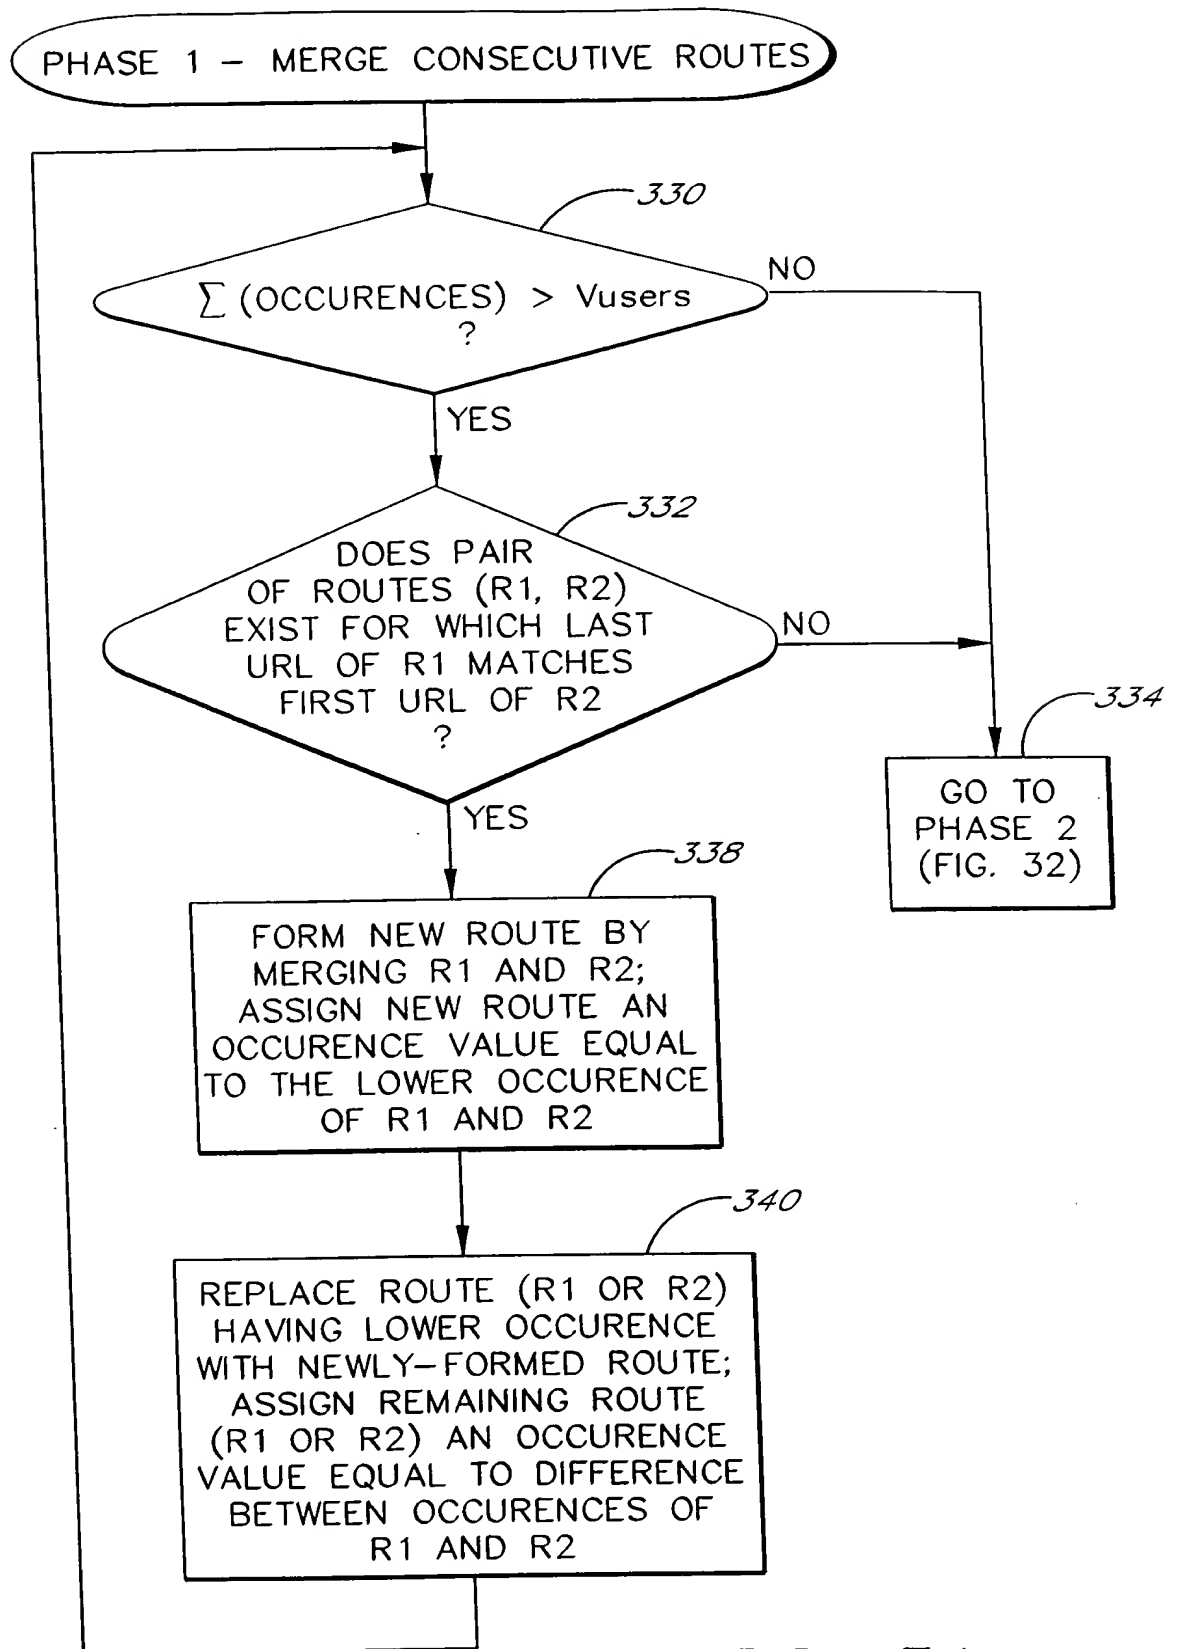 PHASE 1 – MERGE CONSECUTIVE ROUTES
330
Σ (OCCURENCES) > Vusers
?
NO
YES
332
DOES PAIR
OF ROUTES (R1, R2)
EXIST FOR WHICH LAST
URL OF R1 MATCHES
FIRST URL OF R2
?
NO
YES
334
GO TO
PHASE 2
(FIG. 32)
338
FORM NEW ROUTE BY
MERGING R1 AND R2;
ASSIGN NEW ROUTE AN
OCCURENCE VALUE EQUAL
TO THE LOWER OCCURENCE
OF R1 AND R2
340
REPLACE ROUTE (R1 OR R2)
HAVING LOWER OCCURENCE
WITH NEWLY–FORMED ROUTE;
ASSIGN REMAINING ROUTE
(R1 OR R2) AN OCCURENCE
VALUE EQUAL TO DIFFERENCE
BETWEEN OCCURENCES OF
R1 AND R2